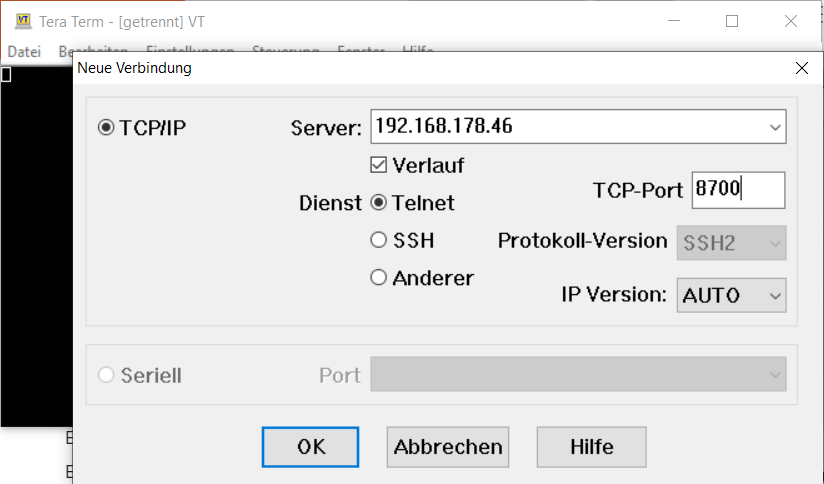 VT Tera Term - [getrennt] VT
Datei Bearbeiten Einstellungen Steuerung Fenster Hilfe
Neue Verbindung
TCP/IP Server: 192.168.178.46
Verlauf
TCP-Port 8700
Dienst Telnet
SSH Protokoll-Version SSH2
Anderer
IP Version: AUTO
Seriell Port
OK Abbrechen Hilfe